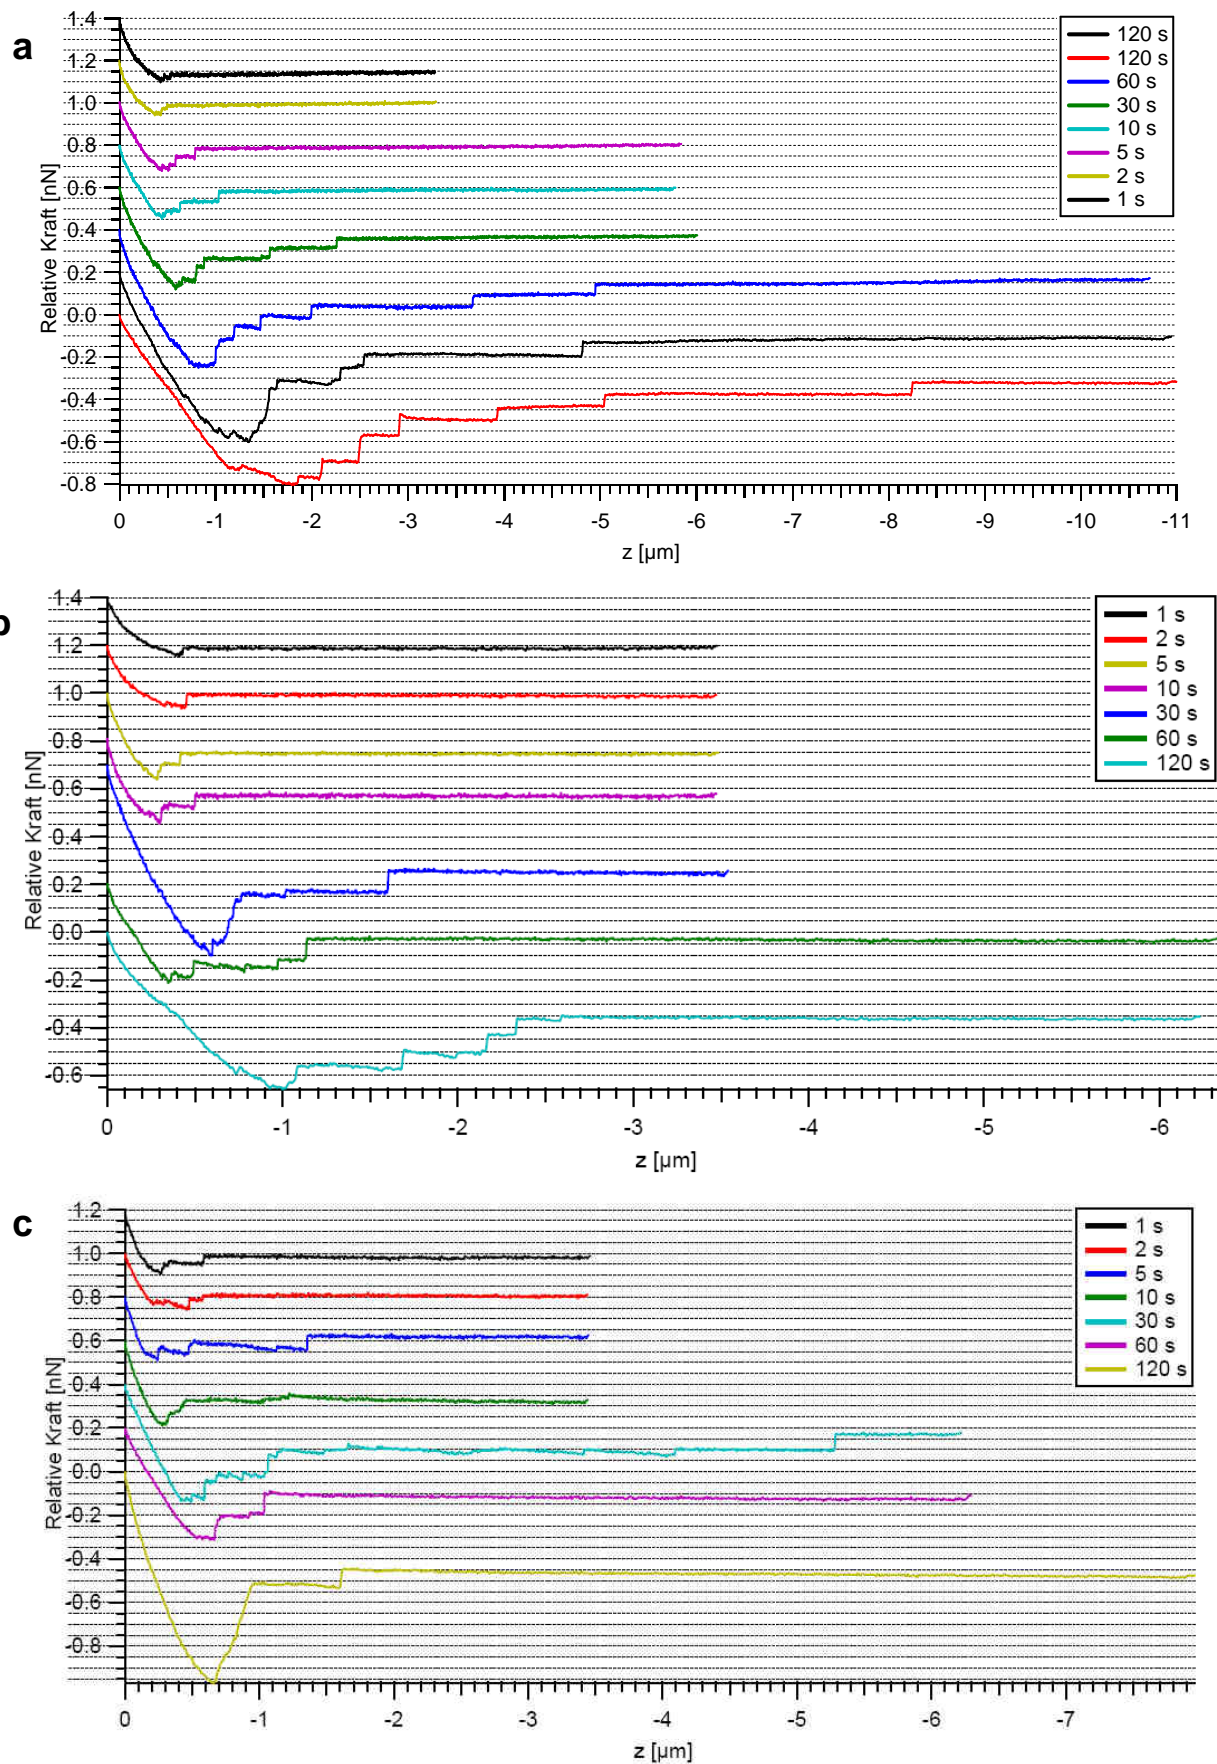 a
1.4
1.2
1.0
0.8
0.6
0.4
0.2
0.0
-0.2
-0.4
-0.6
-0.8
Relative Kraft [nN]
120 s
120 s
60 s
30 s
10 s
5 s
2 s
1 s
0 -1 -2 -3 -4 -5 -6 -7 -8 -9 -10 -11
z [µm]
b
1.4
1.2
1.0
0.8
0.6
0.4
0.2
0.0
-0.2
-0.4
-0.6
Relative Kraft [nN]
1 s
2 s
5 s
10 s
30 s
60 s
120 s
0 -1 -2 -3 -4 -5 -6
z [µm]
c
1.2
1.0
0.8
0.6
0.4
0.2
0.0
-0.2
-0.4
-0.6
-0.8
Relative Kraft [nN]
1 s
2 s
5 s
10 s
30 s
60 s
120 s
0 -1 -2 -3 -4 -5 -6 -7
z [µm]